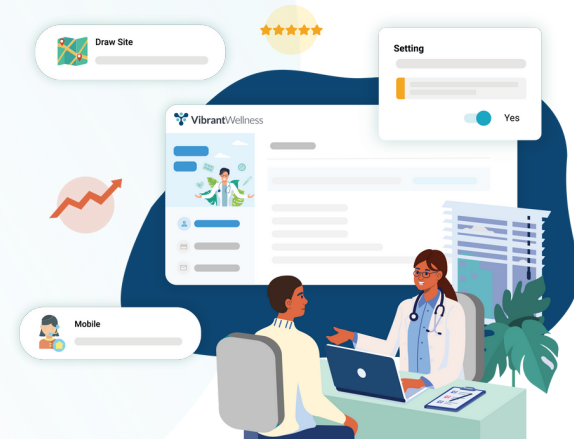 Draw Site
Setting
Yes
VibrantWellness
Mobile